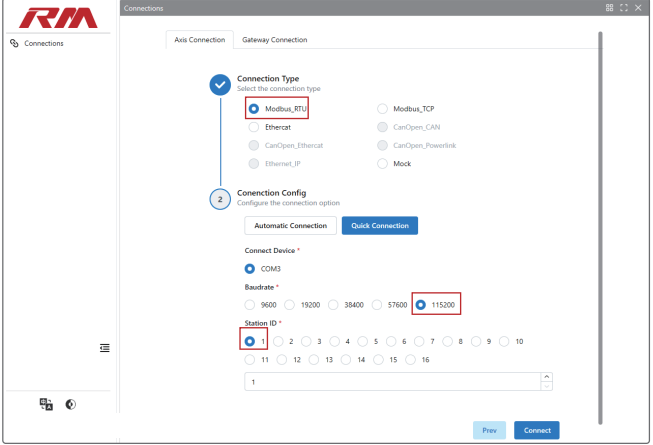 RM
Connections
Connections
Axis Connection Gateway Connection
Connection Type
Select the connection type
Modbus_RTU Modbus_TCP
Ethercat CanOpen_CAN
CanOpen_Ethercat CanOpen_Powerlink
Ethernet_IP Mock
2 Conenction Config
Configure the connection option
Automatic Connection Quick Connection
Connect Device *
COM3
Baudrate *
9600 19200 38400 57600 115200
Station ID *
1 2 3 4 5 6 7 8 9 10
11 12 13 14 15 16
1
Prev Connect